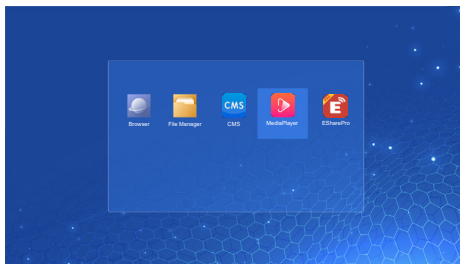 CMS
E
Browser
File Manager
CMS
MediaPlayer
ESharePro